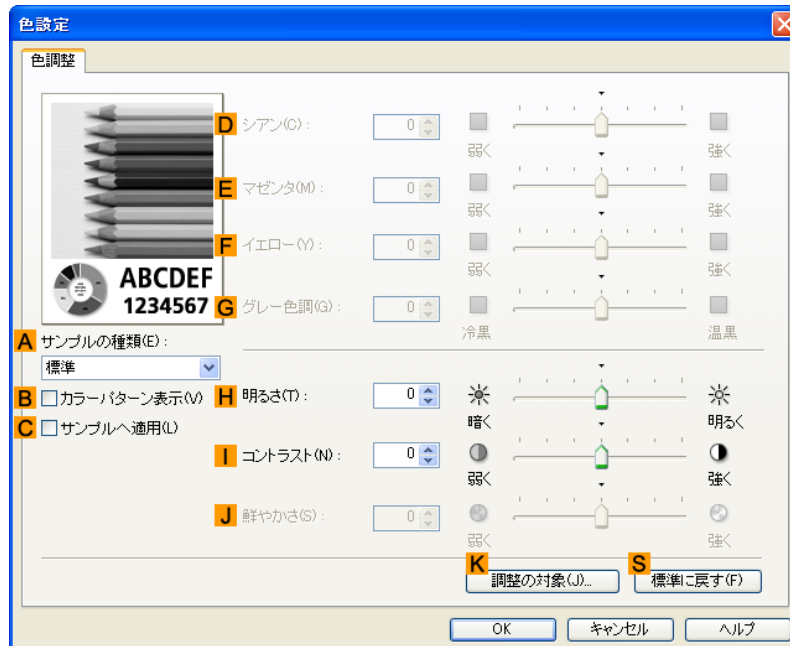 色設定
色調整
D シアン(C) : 0 弱く 強く
E マゼンタ(M) : 0 弱く 強く
F イエロー(Y) : 0 弱く 強く
ABCDEF
1234567
G グレー色調(G) : 0 冷黒 温黒
A サンプルの種類(E) :
標準
B カラーパターン表示(V)
C サンプルへ適用(L)
H 明るさ(T) : 0 暗く 明るく
I コントラスト(N) : 0 弱く 強く
J 鮮やかさ(S) : 0 弱く 強く
K 調整の対象(J)...
S 標準に戻す(F)
OK キャンセル ヘルプ